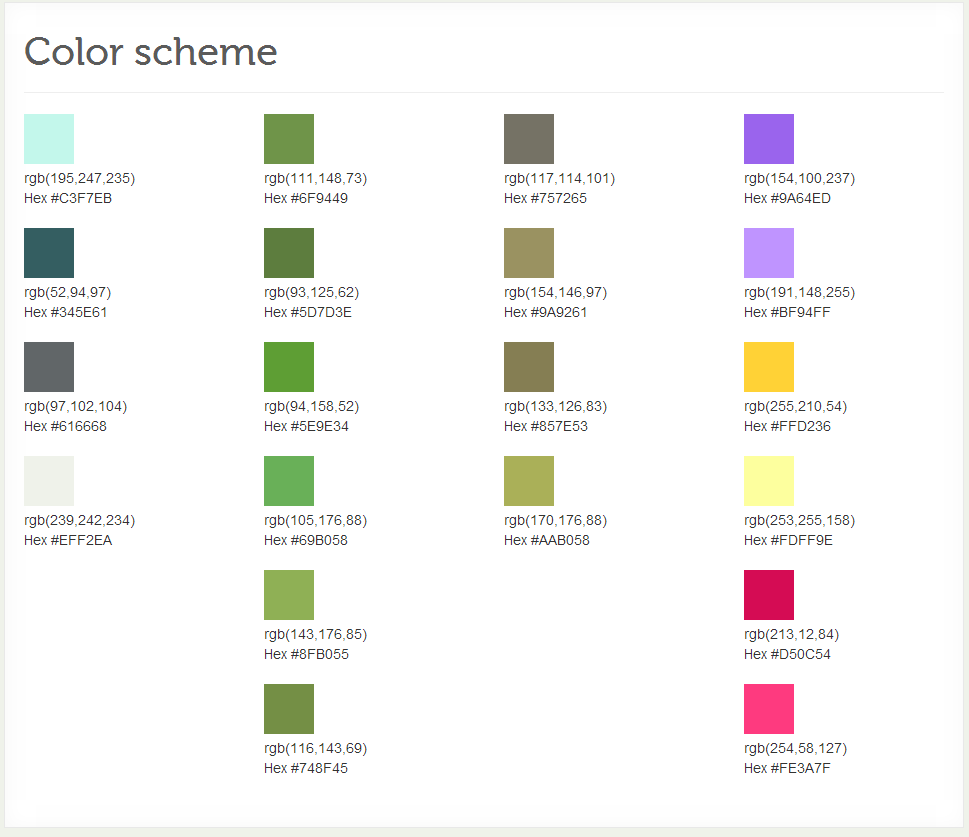 Color scheme
rgb(195,247,235)
Hex #C3F7EB
rgb(52,94,97)
Hex #345E61
rgb(97,102,104)
Hex #616668
rgb(239,242,234)
Hex #EFF2EA
rgb(111,148,73)
Hex #6F9449
rgb(93,125,62)
Hex #5D7D3E
rgb(94,158,52)
Hex #5E9E34
rgb(105,176,88)
Hex #69B058
rgb(143,176,85)
Hex #8FB055
rgb(116,143,69)
Hex #748F45
rgb(117,114,101)
Hex #757265
rgb(154,146,97)
Hex #9A9261
rgb(133,126,83)
Hex #857E53
rgb(170,176,88)
Hex #AAB058
rgb(154,100,237)
Hex #9A64ED
rgb(191,148,255)
Hex #BF94FF
rgb(255,210,54)
Hex #FFD236
rgb(253,255,158)
Hex #FDFF9E
rgb(213,12,84)
Hex #D50C54
rgb(254,58,127)
Hex #FE3A7F